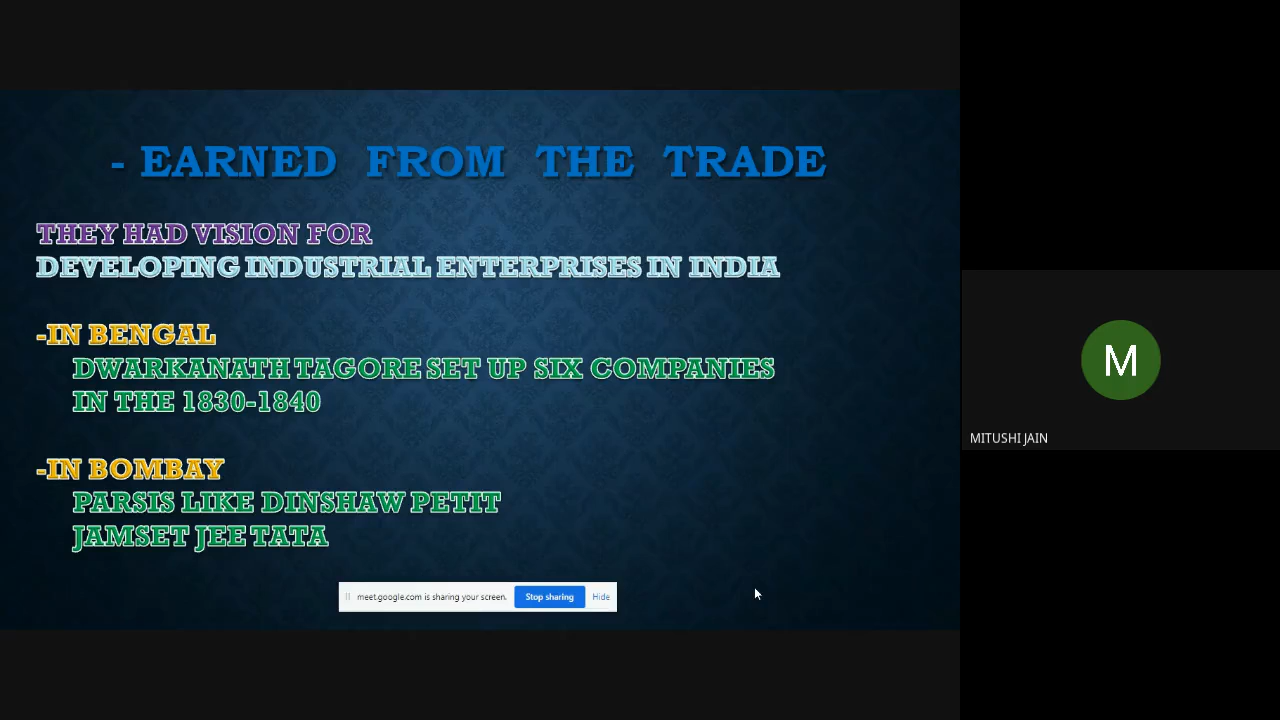 - EARNED FROM THE TRADE
THEY HAD VISION FOR
DEVELOPING INDUSTRIAL ENTERPRISES IN INDIA
-IN BENGAL
DWARKANATH TAGORE SET UP SIX COMPANIES
IN THE 1830-1840
-IN BOMBAY
PARSIS LIKE DINSHAW PETIT
JAMSET JEE TATA
meet.google.com is sharing your screen. Stop sharing Hide
M
MITUSHI JAIN